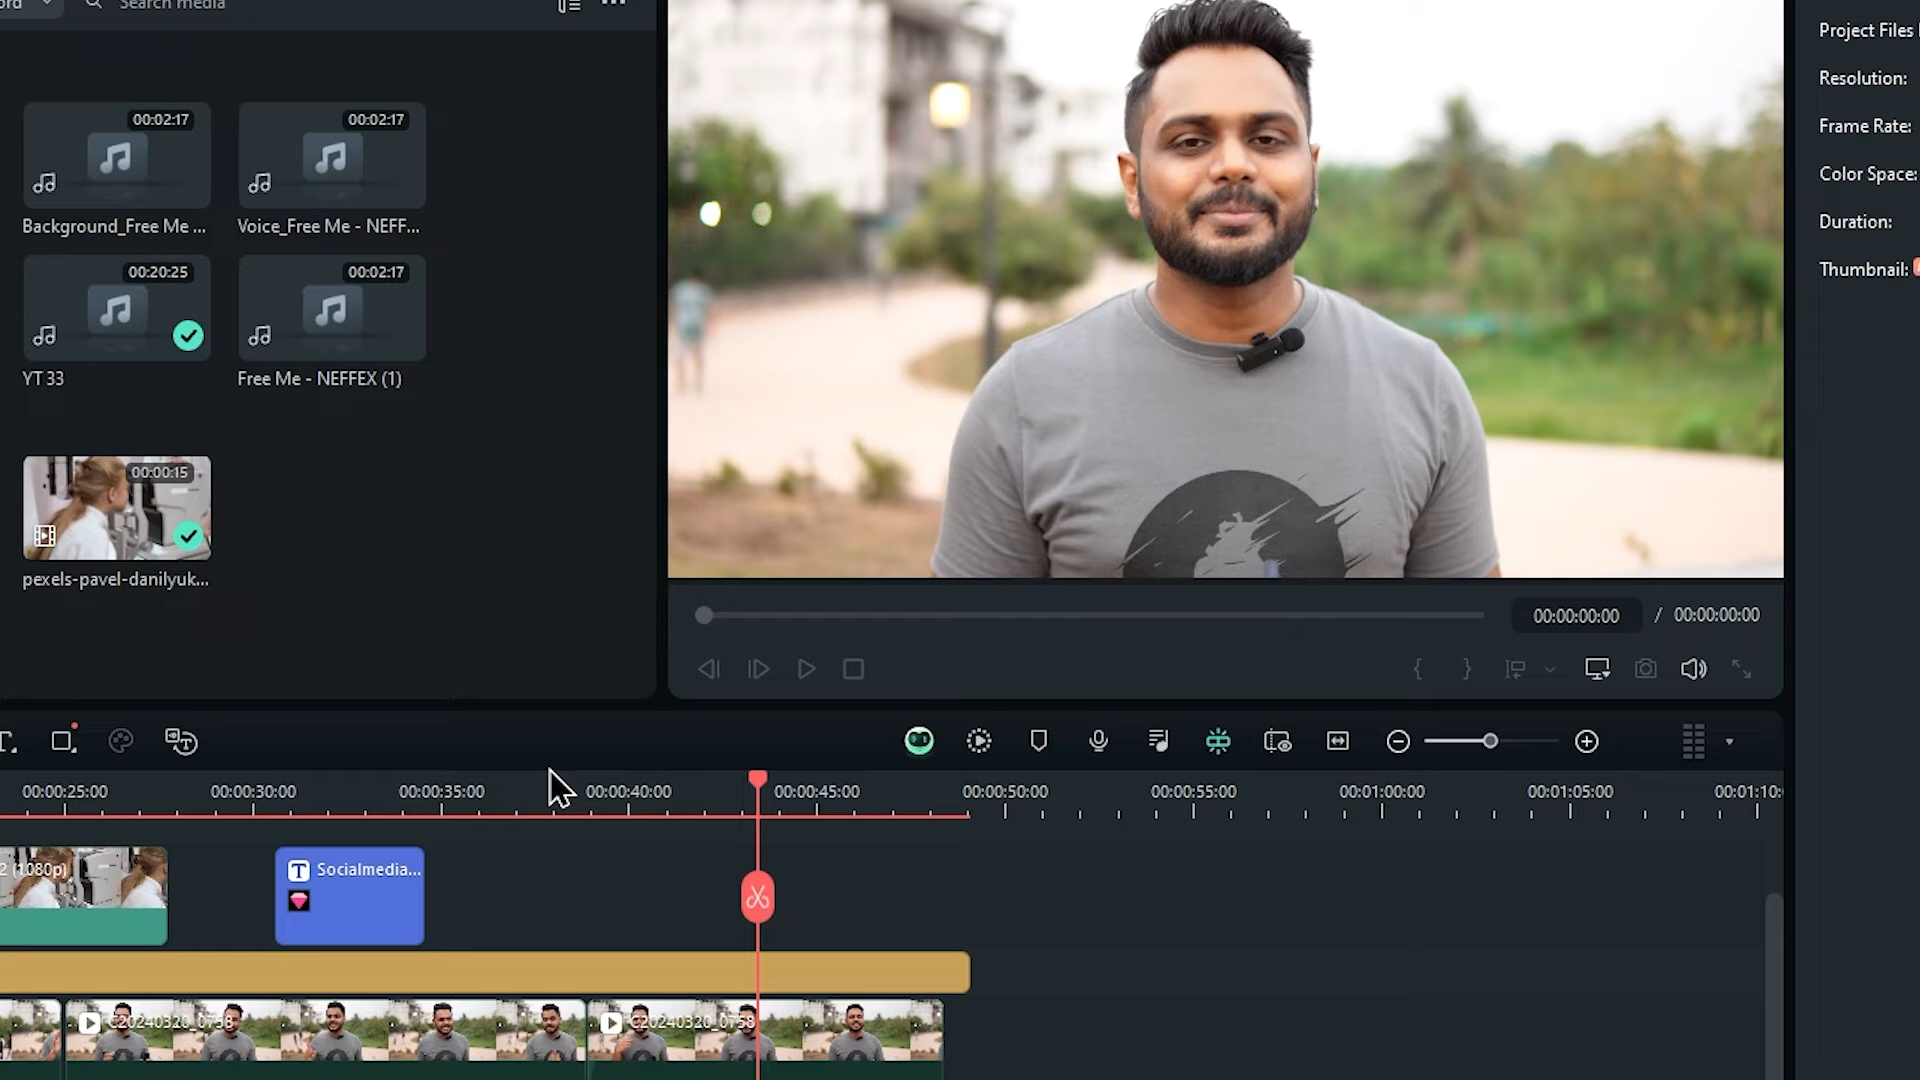 ord
Search media
00:02:17
00:02:17
Background_Free Me ...
Voice_Free Me - NEFF...
00:20:25
00:02:17
YT 33
Free Me - NEFFEX (1)
00:00:15
pexels-pavel-danilyuk...
Project Files
Resolution:
Frame Rate:
Color Space:
Duration:
Thumbnail:
00:00:00:00 / 00:00:00:00
00:00:25:00 00:00:30:00 00:00:35:00 00:00:40:00 00:00:45:00 00:00:50:00 00:00:55:00 00:01:00:00 00:01:05:00 00:01:10:
2 (1080p)
T Socialmedia...
C20240320_0758
C20240320_0758